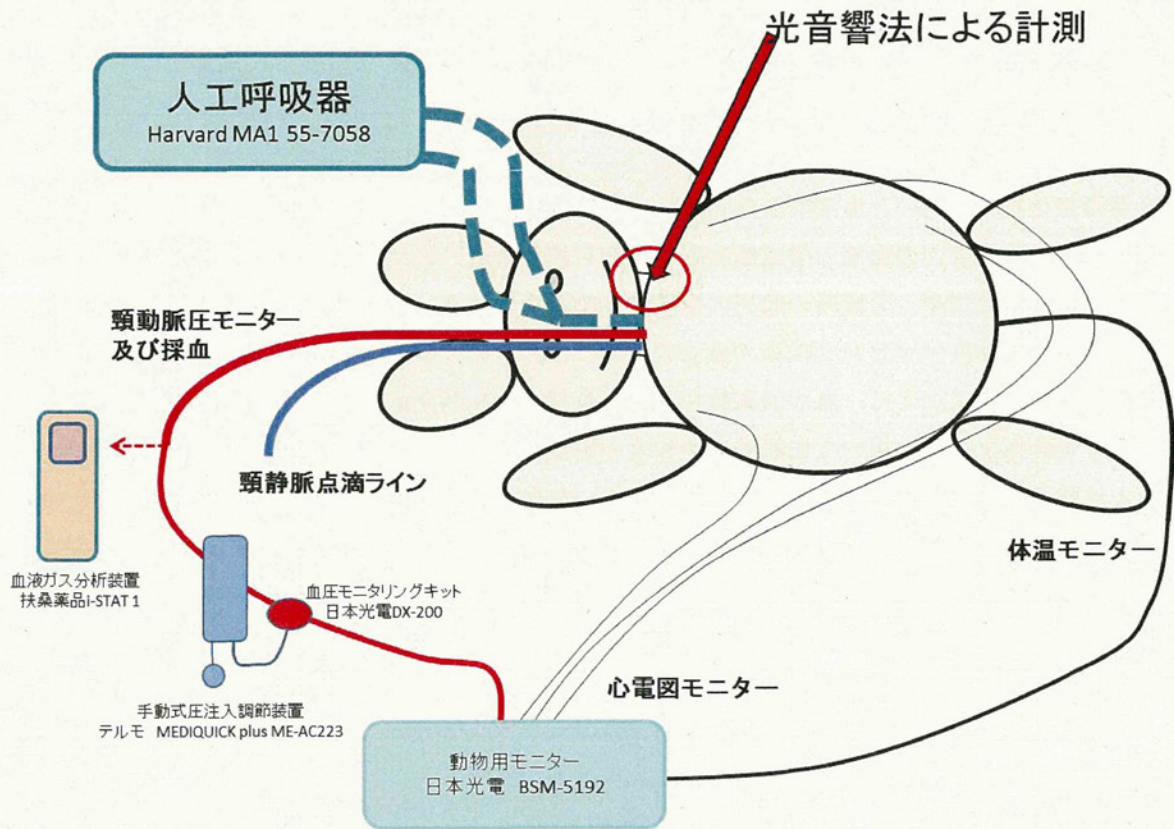 光音響法による計測
人工呼吸器
Harvard MA1 55-7058
頸動脈圧モニター
及び採血
頸静脈点滴ライン
血液ガス分析装置
扶桑薬品i-STAT 1
血圧モニタリングキット
日本光電DX-200
体温モニター
手動式圧注入調節装置
テルモ MEDIQUICK plus ME-AC223
心電図モニター
動物用モニター
日本光電 BSM-5192